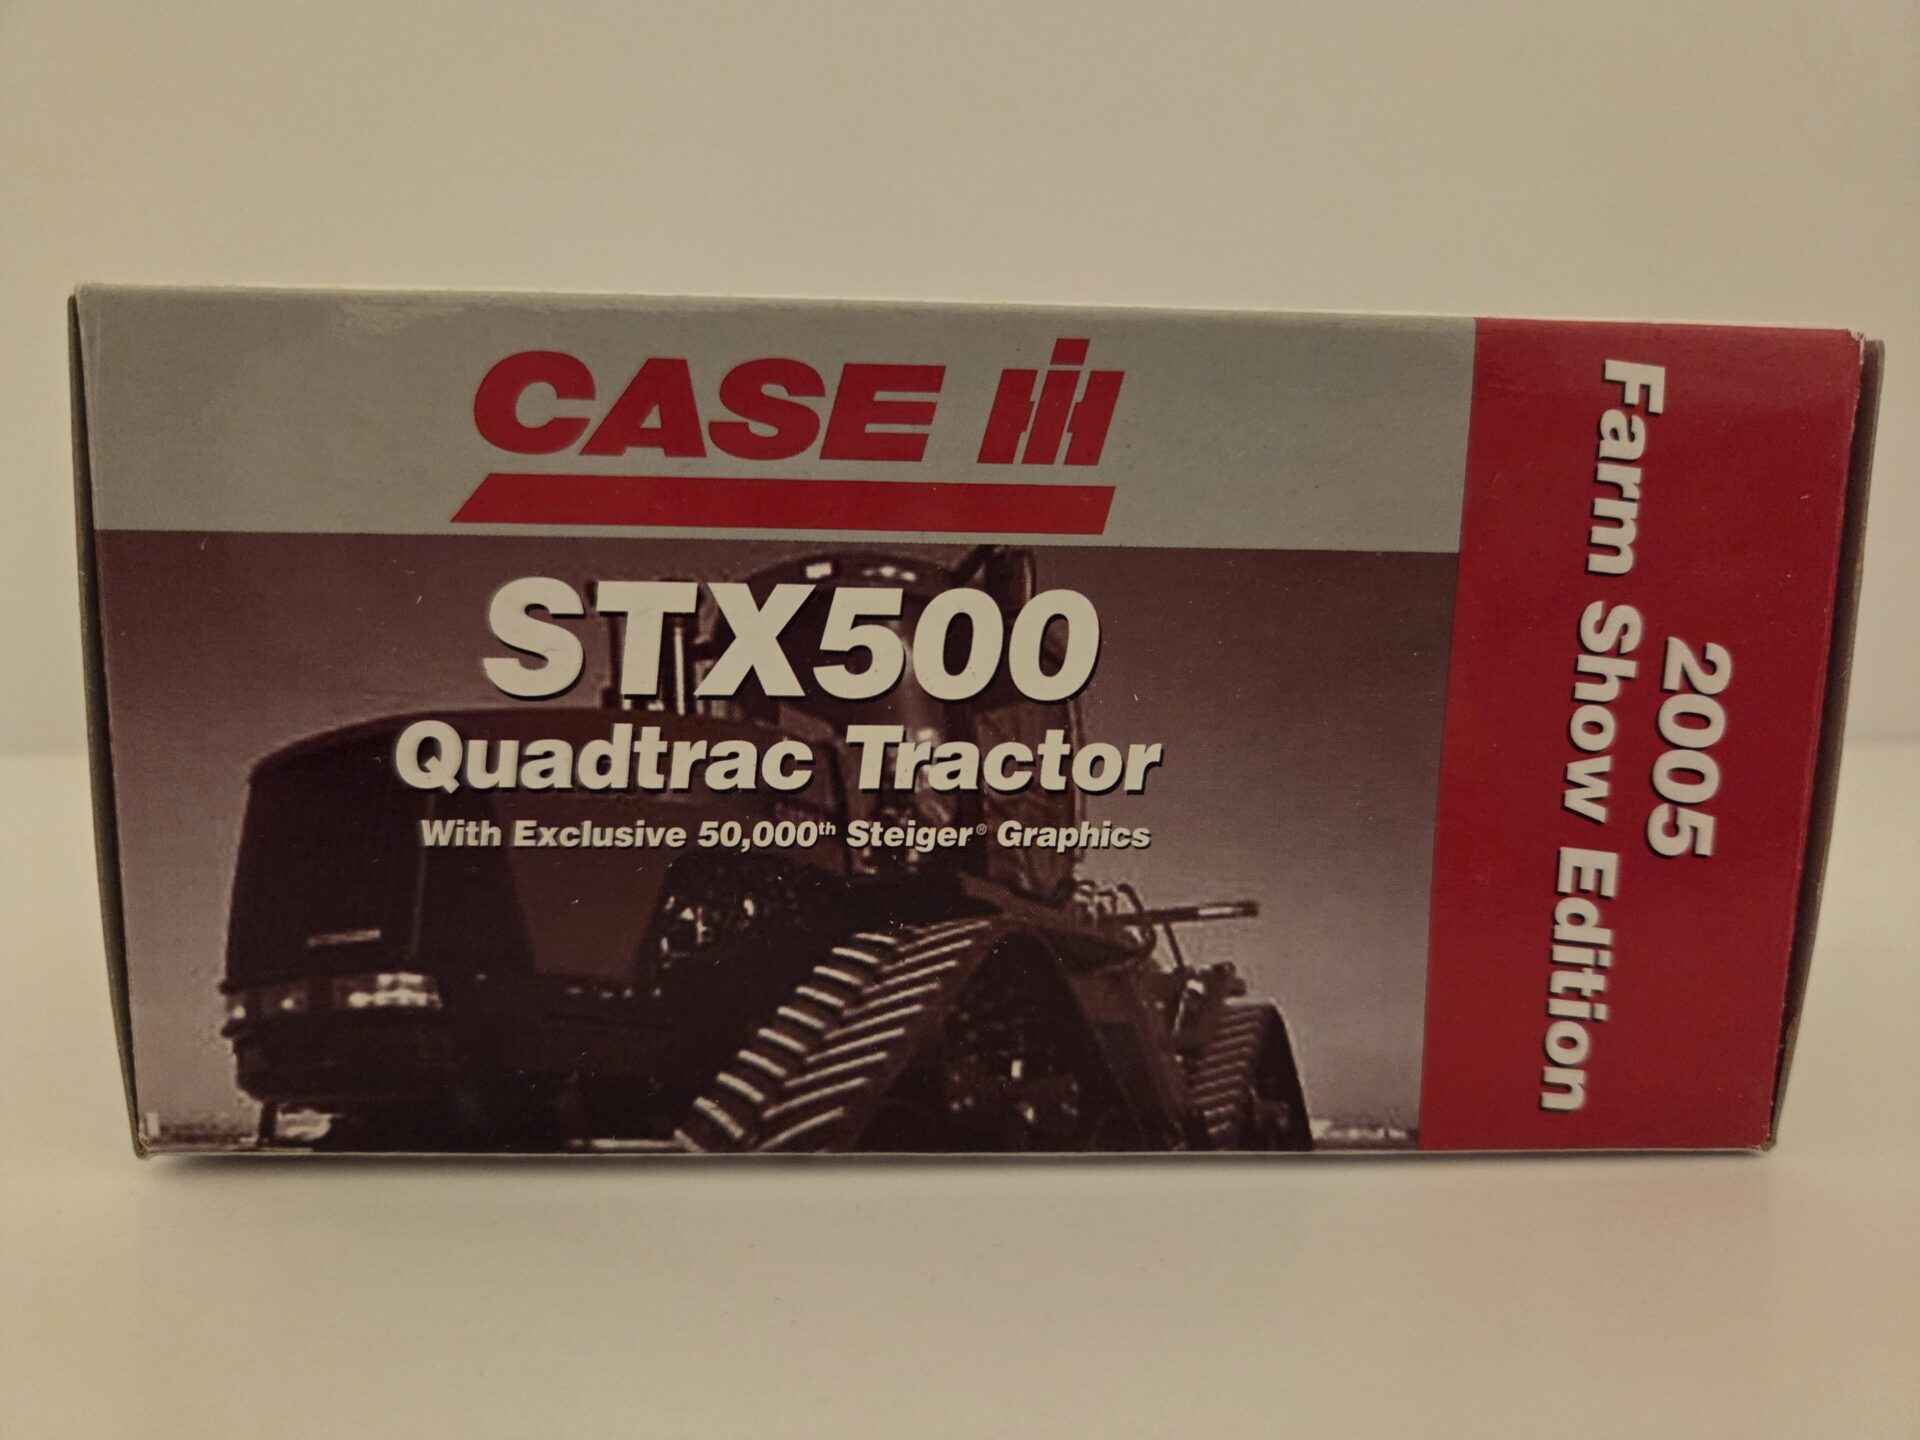 CASE IH
STX500
Quadtrac Tractor
With Exclusive 50,000th Steiger® Graphics
2005
Farm Show Edition